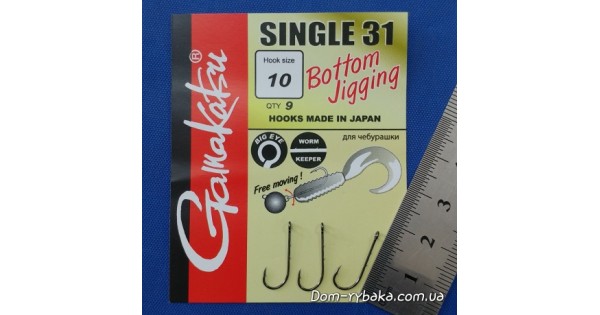 SINGLE 31
Gamakatsu®
Hook size
10
QTY 9
Bottom
Jigging
HOOKS MADE IN JAPAN
BIG EYE
WORM
KEEPER
для чебурашки
Free moving!
1
2
3
Dom-rybaka.com.ua